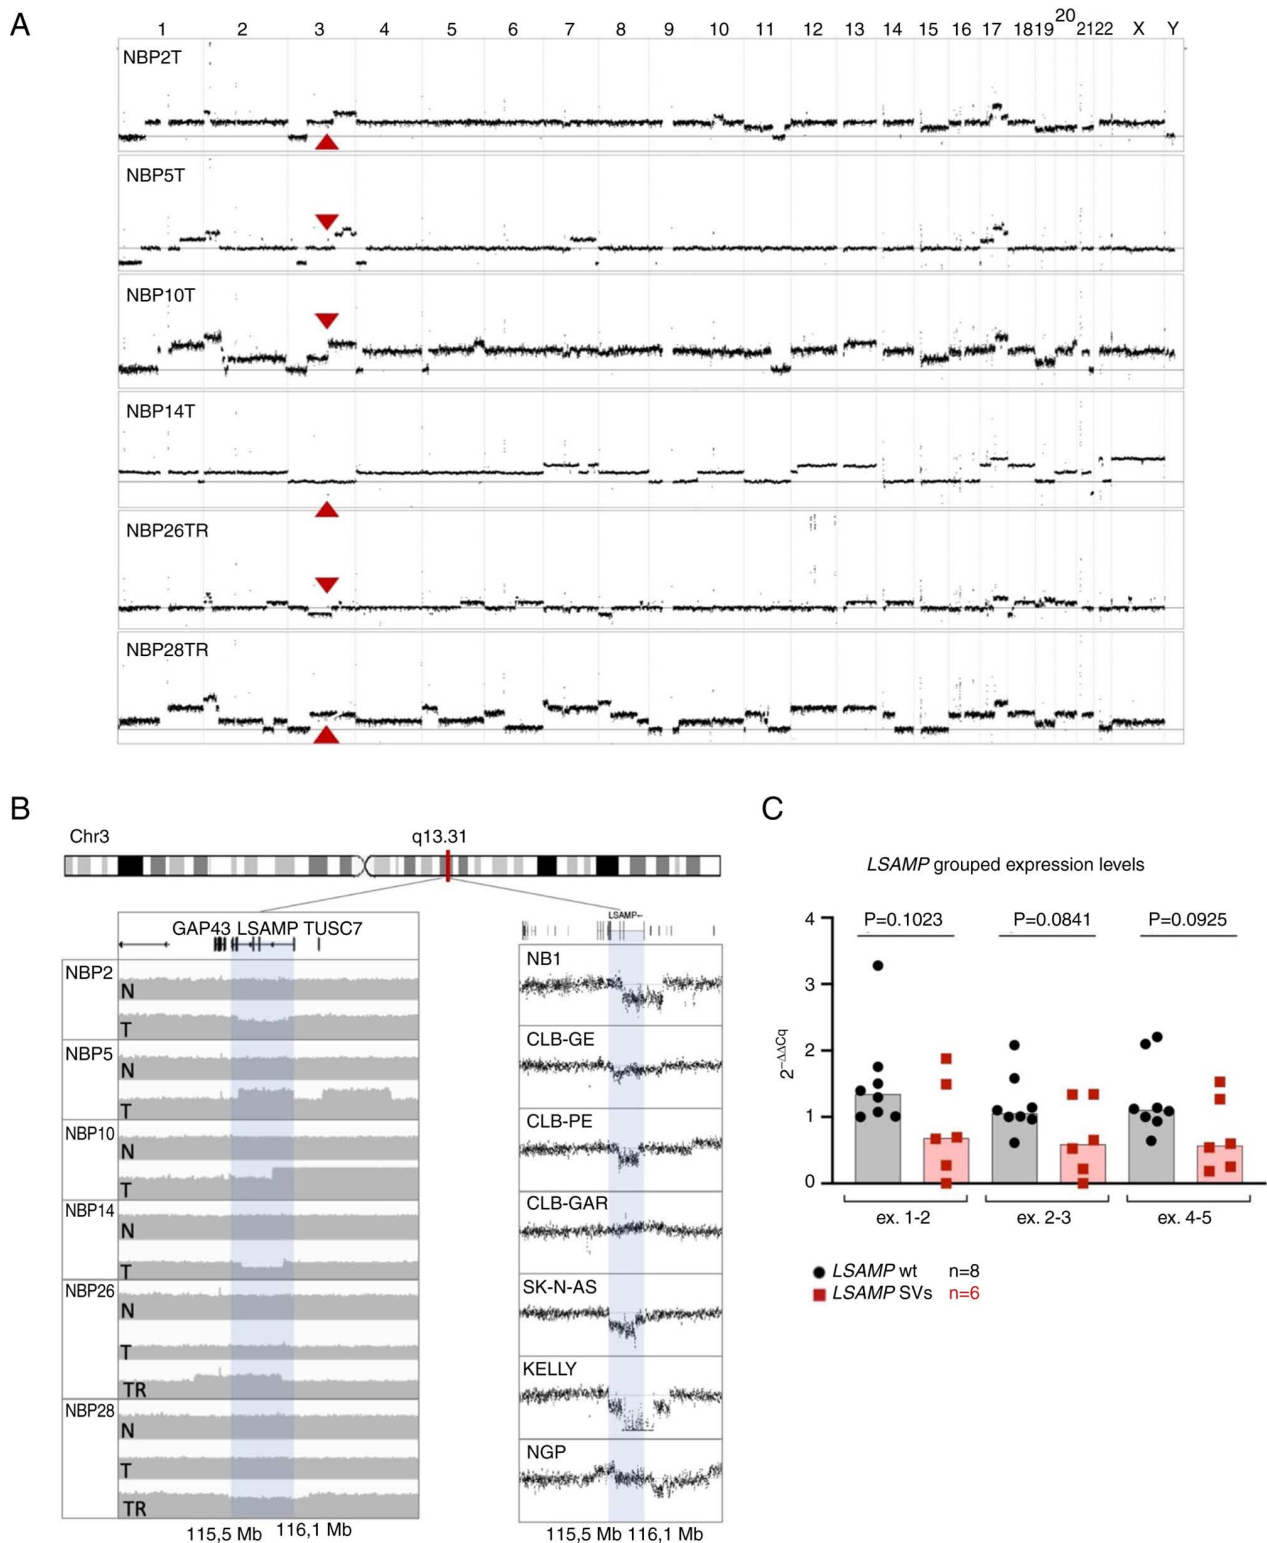 A
1 2 3 4 5 6 7 8 9 10 11 12 13 14 15 16 17 18 19 20 21 22 X Y
NBP2T
NBP5T
NBP10T
NBP14T
NBP26TR
NBP28TR
B
Chr3
q13.31
GAP43 LSAMP TUSC7
NBP2
N
T
NBP5
N
T
NBP10
N
T
NBP14
N
T
NBP26
N
T
TR
NBP28
N
T
TR
115,5 Mb 116,1 Mb
LSAMP←
NB1
CLB-GE
CLB-PE
CLB-GAR
SK-N-AS
KELLY
NGP
115,5 Mb 116,1 Mb
C
LSAMP grouped expression levels
P=0.1023 P=0.0841 P=0.0925
4
3
2
1
0
2−ΔΔCq
ex. 1-2 ex. 2-3 ex. 4-5
LSAMP wt n=8
LSAMP SVs n=6